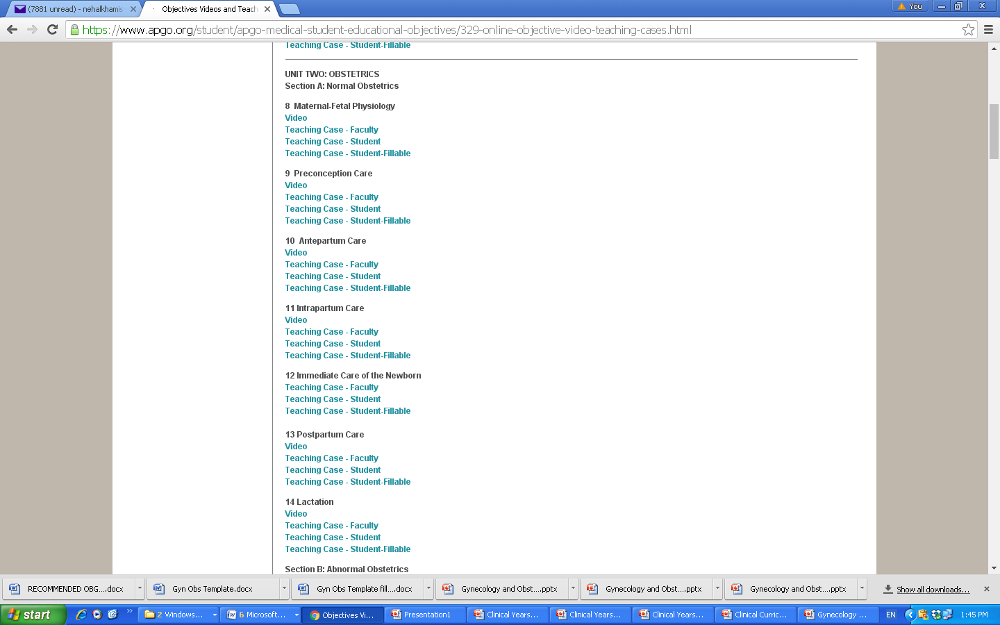 (7881 unread) - nehalkhamis
Objectives Videos and Teach
You
https://www.apgo.org/student/apgo-medical-student-educational-objectives/329-online-objective-video-teaching-cases.html
Teaching Case - Student-Fillable
UNIT TWO: OBSTETRICS
Section A: Normal Obstetrics
8 Maternal-Fetal Physiology
Video
Teaching Case - Faculty
Teaching Case - Student
Teaching Case - Student-Fillable
9 Preconception Care
Video
Teaching Case - Faculty
Teaching Case - Student
Teaching Case - Student-Fillable
10 Antepartum Care
Video
Teaching Case - Faculty
Teaching Case - Student
Teaching Case - Student-Fillable
11 Intrapartum Care
Video
Teaching Case - Faculty
Teaching Case - Student
Teaching Case - Student-Fillable
12 Immediate Care of the Newborn
Teaching Case - Faculty
Teaching Case - Student
Teaching Case - Student-Fillable
13 Postpartum Care
Video
Teaching Case - Faculty
Teaching Case - Student
Teaching Case - Student-Fillable
14 Lactation
Video
Teaching Case - Faculty
Teaching Case - Student
Teaching Case - Student-Fillable
Section B: Abnormal Obstetrics
RECOMMENDED OBG....docx
Gyn Obs Template.docx
Gyn Obs Template fill....docx
Gynecology and Obst....pptx
Gynecology and Obst....pptx
Gynecology and Obst....pptx
Show all downloads...
start
2 Windows...
6 Microsoft...
Objectives Vi...
Presentation1
Clinical Years...
Clinical Years...
Clinical Years...
Clinical Curric...
Gynecology ...
EN
1:45 PM